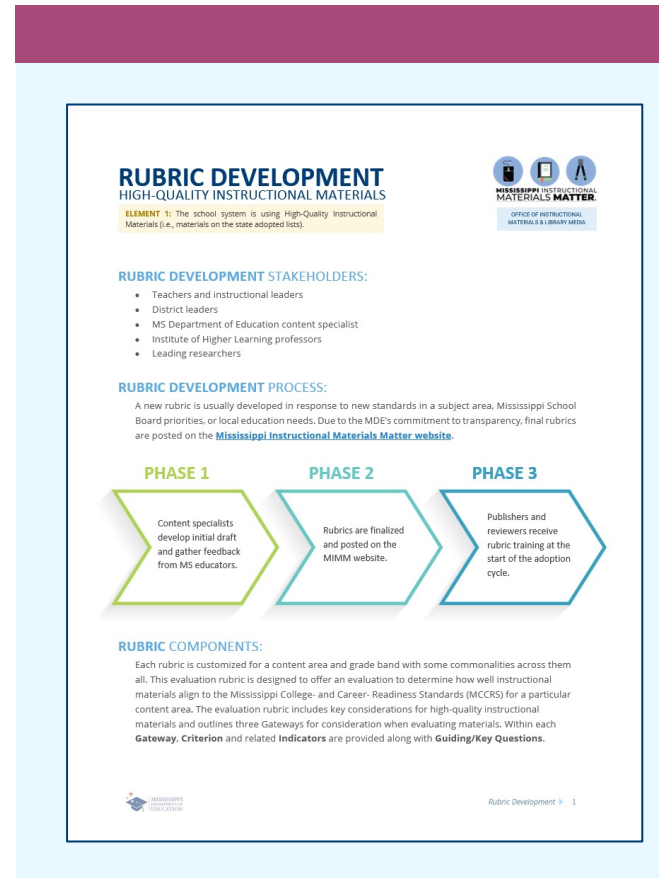 RUBRIC DEVELOPMENT
HIGH-QUALITY INSTRUCTIONAL MATERIALS
ELEMENT 1: The school system is using High-Quality Instructional
Materials (i.e., materials on the state adopted lists).
MISSISSIPPI INSTRUCTIONAL
MATERIALS MATTER.
OFFICE OF INSTRUCTIONAL
MATERIALS & LIBRARY MEDIA
RUBRIC DEVELOPMENT STAKEHOLDERS:
• Teachers and instructional leaders
• District leaders
• MS Department of Education content specialist
• Institute of Higher Learning professors
• Leading researchers
RUBRIC DEVELOPMENT PROCESS:
A new rubric is usually developed in response to new standards in a subject area, Mississippi School
Board priorities, or local education needs. Due to the MDE’s commitment to transparency, final rubrics
are posted on the Mississippi Instructional Materials Matter website.
PHASE 1
Content specialists
develop initial draft
and gather feedback
from MS educators.
PHASE 2
Rubrics are finalized
and posted on the
MIMM website.
PHASE 3
Publishers and
reviewers receive
rubric training at the
start of the adoption
cycle.
RUBRIC COMPONENTS:
Each rubric is customized for a content area and grade band with some commonalities across them
all. This evaluation rubric is designed to offer an evaluation to determine how well instructional
materials align to the Mississippi College- and Career- Readiness Standards (MCCRS) for a particular
content area. The evaluation rubric includes key considerations for high-quality instructional
materials and outlines three Gateways for consideration when evaluating materials. Within each
Gateway, Criterion and related Indicators are provided along with Guiding/Key Questions.
MISSISSIPPI
DEPARTMENT OF
EDUCATION
Rubric Development 1